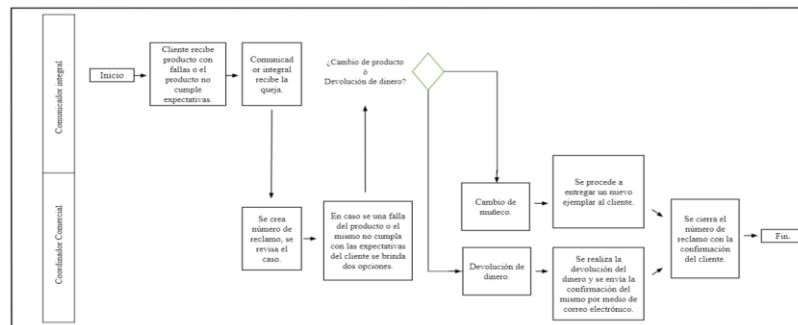 Comunicador integral
Coordinador Comercial
Inicio
Cliente recibe
producto con
fallas o el
producto no
cumple
expectativas.
Comunicad
or integral
recibe la
queja.
Se crea
número de
reclamo, se
revisa el
caso.
En caso se una falla
del producto o el
mismo no cumpla
con las expectativas
del cliente se brinda
dos opciones.
¿Cambio de producto
ó
Devolución de dinero?
Cambio de
muñeco.
Se procede a
entregar un nuevo
ejemplar al cliente.
Devolución de
dinero.
Se realiza la
devolución del
dinero y se envía la
confirmación del
mismo por medio de
correo electrónico.
Se cierra el
número de
reclamo con la
confirmación
del cliente.
Fin.